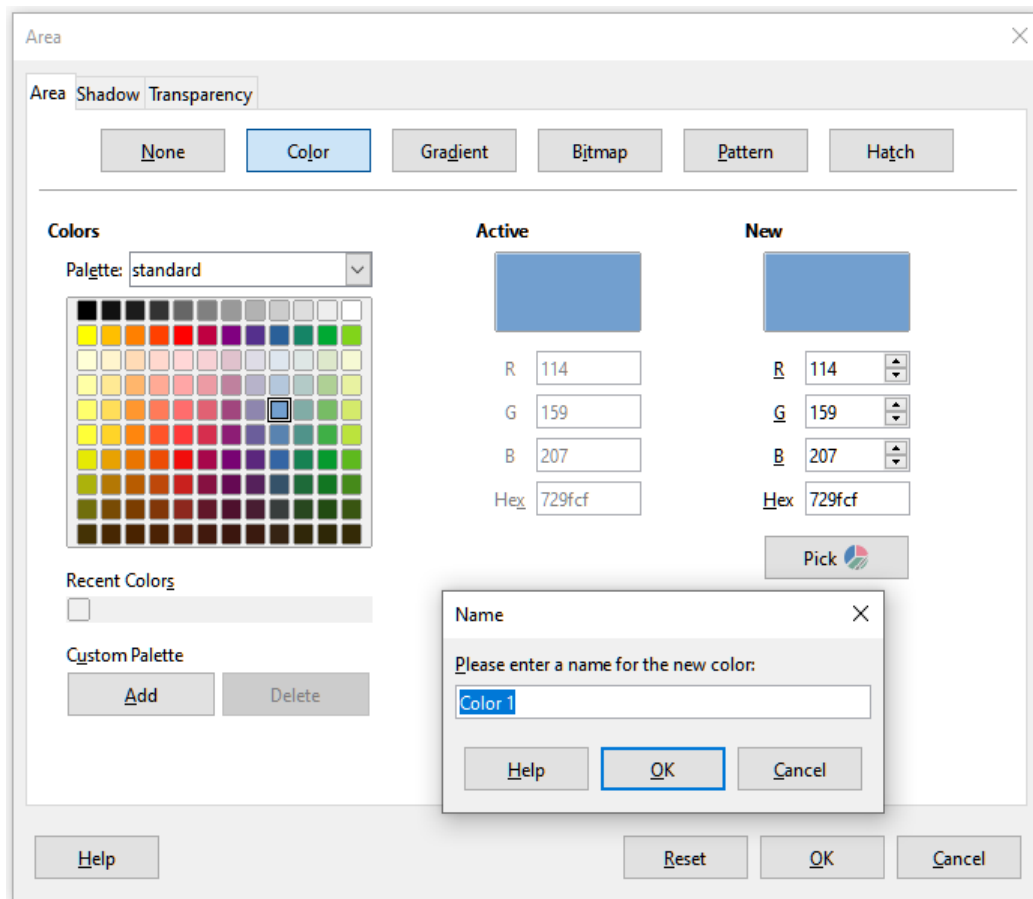 Area
Area Shadow Transparency
None Color Gradient Bitmap Pattern Hatch
Colors Active New
Palette: standard
R 114 R 114
G 159 G 159
B 207 B 207
Hex 729fcf Hex 729fcf
Pick
Recent Colors
Name
Custom Palette
Please enter a name for the new color:
Add Delete
Color 1
Help OK Cancel
Help Reset OK Cancel